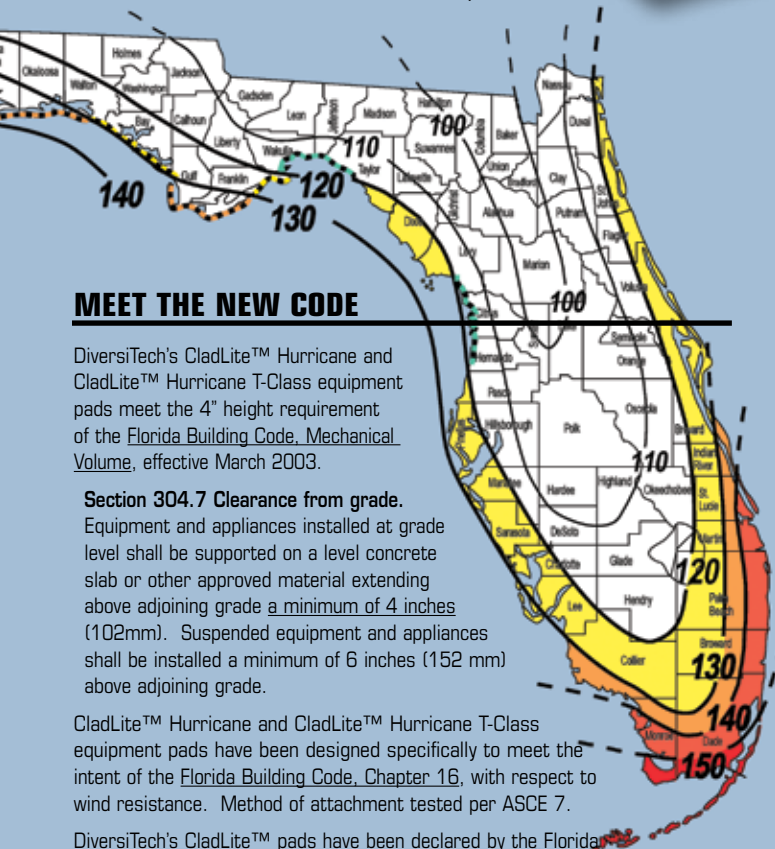 Holmes
Jackson
Okaloosa
Walton
Washington
Gadsden
Nassau
Bay
Calhoun
Leon
Jefferson
Madison
Hamilton
100
Columbia
Baker
Duval
Liberty
Wakulla
110
Suwannee
Union
Gulf
Franklin
Taylor
Lafayette
Bradford
Clay
St. Johns
140
120
130
Dixie
Gilchrist
Alachua
Putnam
Flagler
Levy
Marion
Volusia
MEET THE NEW CODE
100
Citrus
Hernando
Seminole
Orange
DiversiTech's CladLite™ Hurricane and
CladLite™ Hurricane T-Class equipment
pads meet the 4" height requirement
of the Florida Building Code, Mechanical
Volume, effective March 2003.
Pasco
Hillsborough
Polk
Osceola
Brevard
110
Indian River
Section 304.7 Clearance from grade.
Equipment and appliances installed at grade
level shall be supported on a level concrete
slab or other approved material extending
above adjoining grade a minimum of 4 inches
(102mm). Suspended equipment and appliances
shall be installed a minimum of 6 inches (152 mm)
above adjoining grade.
Manatee
Hardee
Highland
Okeechobee
St. Lucie
Sarasota
DeSoto
Martin
Charlotte
Glade
120
Lee
Hendry
Palm Beach
Collier
Broward
130
140
Monroe
Dade
150
CladLite™ Hurricane and CladLite™ Hurricane T-Class
equipment pads have been designed specifically to meet the
intent of the Florida Building Code, Chapter 16, with respect to
wind resistance. Method of attachment tested per ASCE 7.
DiversiTech's CladLite™ pads have been declared by the Florida